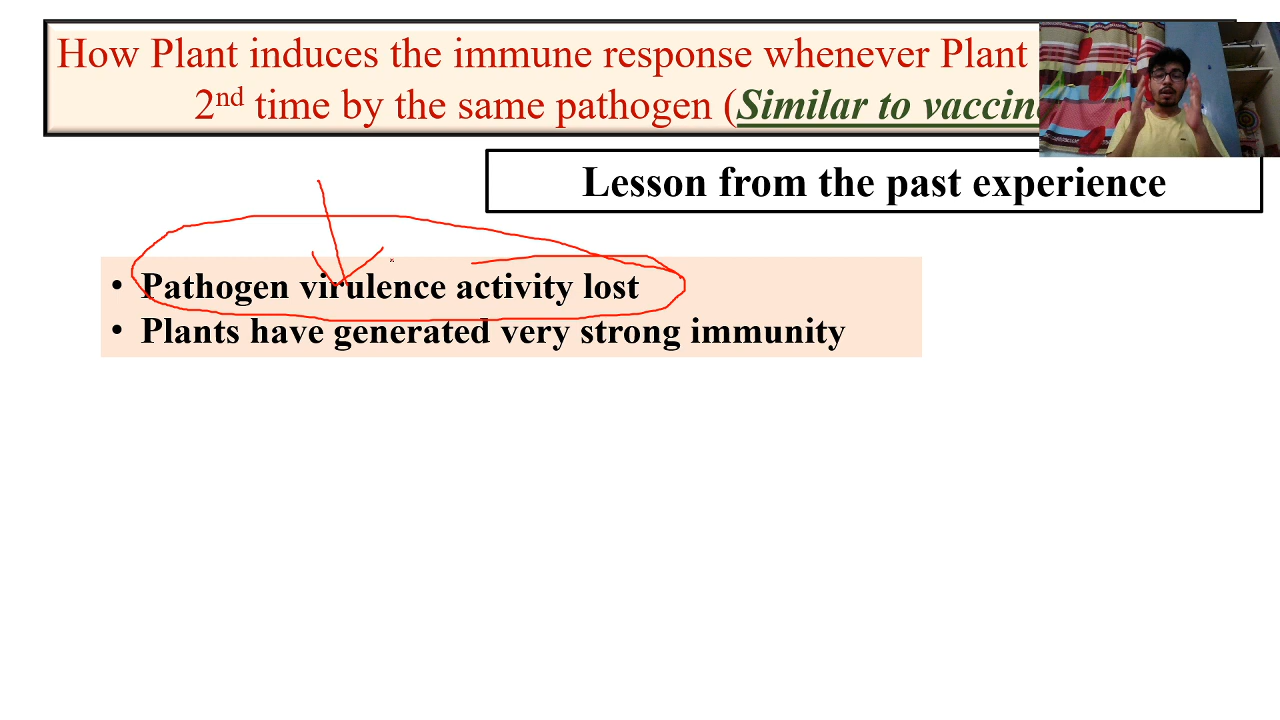 How Plant induces the immune response whenever Plant
2nd time by the same pathogen (Similar to
Lesson from the past experience
• Pathogen virulence activity lost
• Plants have generated very strong immunity